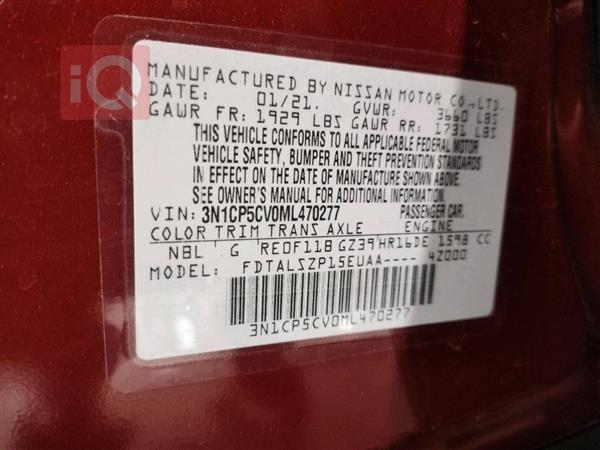 iQ
MANUFACTURED BY NISSAN MOTOR CO., LTD.
DATE: 01/21. GVWR: 3660 LBS
GAWR FR: 1929 LBS GAWR RR: 1731 LBS
THIS VEHICLE CONFORMS TO ALL APPLICABLE FEDERAL MOTOR
VEHICLE SAFETY, BUMPER AND THEFT PREVENTION STANDARDS
IN EFFECT ON THE DATE OF MANUFACTURE SHOWN ABOVE.
SEE OWNER'S MANUAL FOR ADDITIONAL INFORMATION.
VIN: 3N1CP5CV0ML470277 PASSENGER CAR.
COLOR TRIM TRANS AXLE ENGINE
NBL G RE0F11B GZ39 HR16DE 1598 CC
MODEL: FDTALSZP15EUAA---- 4Z000
3N1CP5CV0ML470277